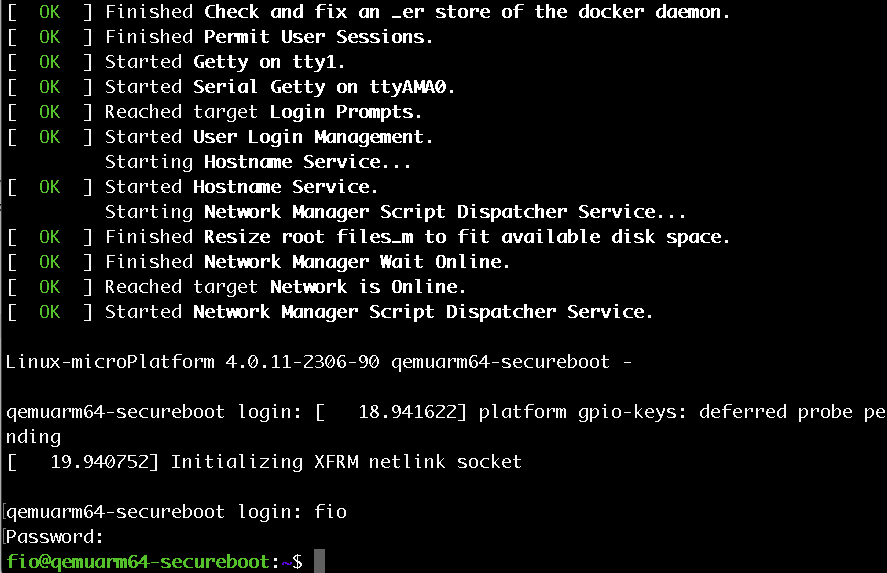 [  OK  ] Finished Check and fix an …er store of the docker daemon.
[  OK  ] Finished Permit User Sessions.
[  OK  ] Started Getty on tty1.
[  OK  ] Started Serial Getty on ttyAMA0.
[  OK  ] Reached target Login Prompts.
[  OK  ] Started User Login Management.
         Starting Hostname Service...
[  OK  ] Started Hostname Service.
         Starting Network Manager Script Dispatcher Service...
[  OK  ] Finished Resize root files…m to fit available disk space.
[  OK  ] Finished Network Manager Wait Online.
[  OK  ] Reached target Network is Online.
[  OK  ] Started Network Manager Script Dispatcher Service.
Linux-microPlatform 4.0.11-2306-90 qemuarm64-secureboot -
qemuarm64-secureboot login: [   18.941622] platform gpio-keys: deferred probe pe
nding
[   19.940752] Initializing XFRM netlink socket
qemuarm64-secureboot login: fio
Password:
fio@qemuarm64-secureboot:~$